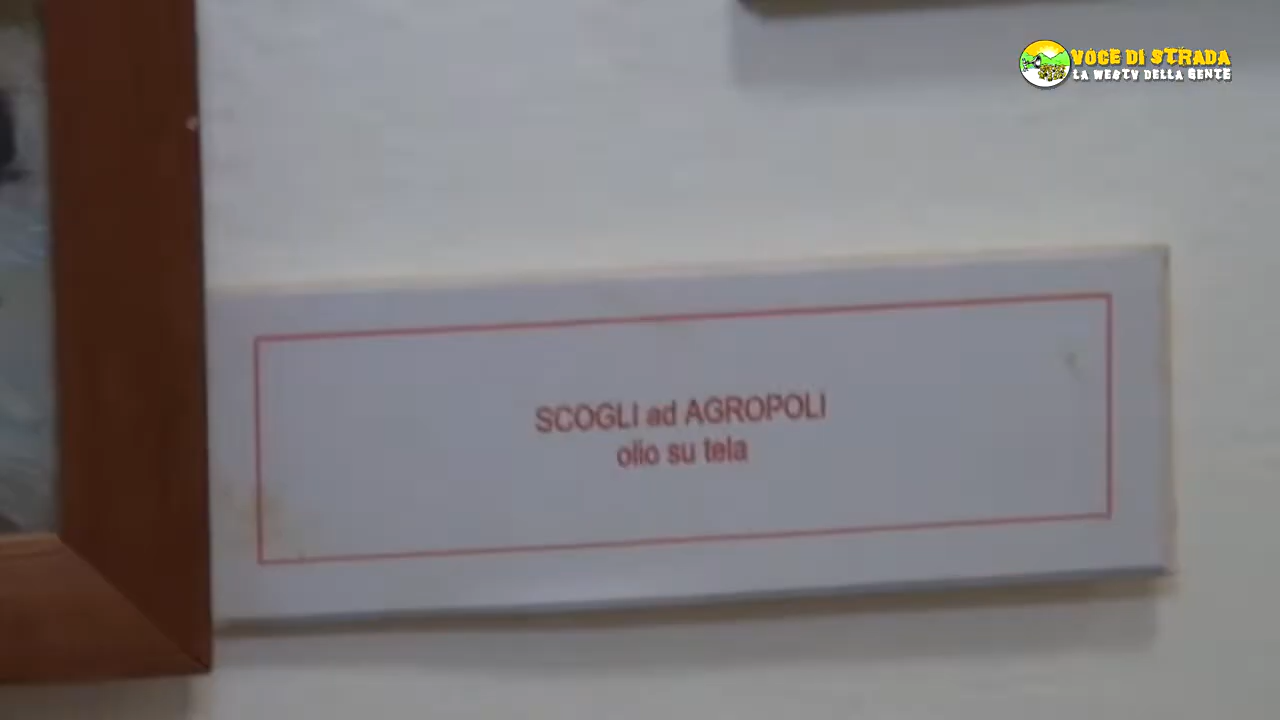 VOCE DI STRADA
LA WEBTV DELLA GENTE
SCOGLI ad AGROPOLI
olio su tela